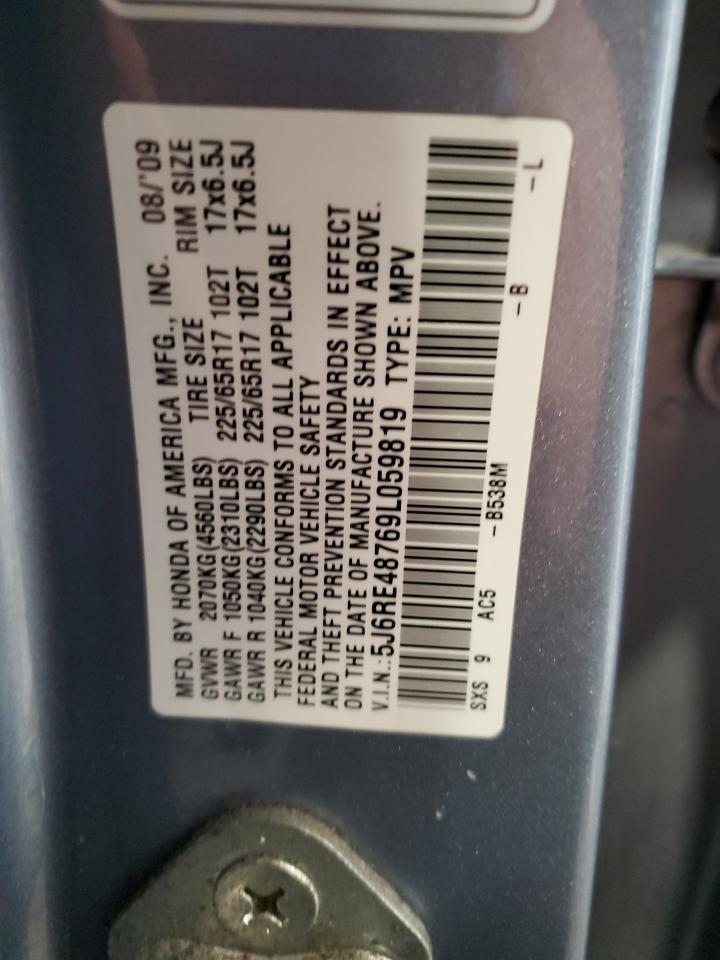 MFD. BY HONDA OF AMERICA MFG., INC. 08/'09
GVWR 2070KG(4560LBS) TIRE SIZE RIM SIZE
GAWR F 1050KG(2310LBS) 225/65R17 102T 17x6.5J
GAWR R 1040KG(2290LBS) 225/65R17 102T 17x6.5J
THIS VEHICLE CONFORMS TO ALL APPLICABLE
FEDERAL MOTOR VEHICLE SAFETY
AND THEFT PREVENTION STANDARDS IN EFFECT
ON THE DATE OF MANUFACTURE SHOWN ABOVE.
V.I.N.:5J6RE48769L059819 TYPE: MPV
SXS 9 AC5 -B538M -B -L